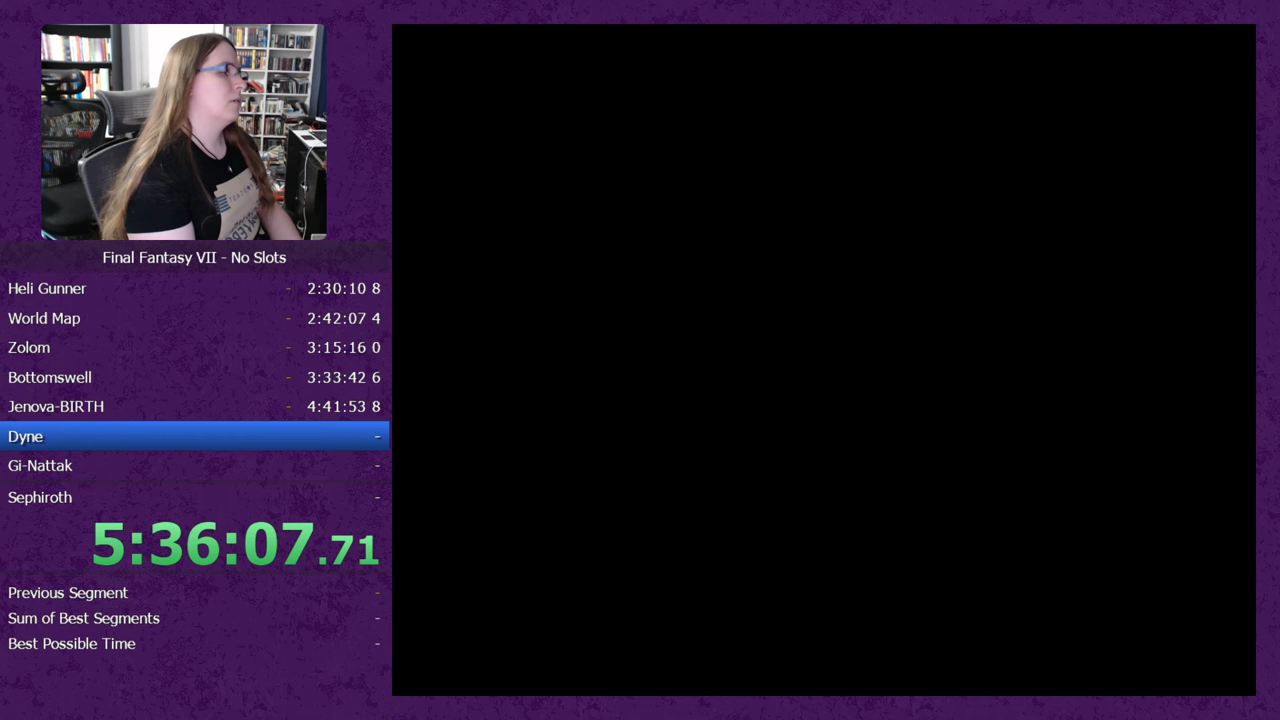 Final Fantasy VII - No Slots
Heli Gunner - 2:30:10 8
World Map - 2:42:07 4
Zolom - 3:15:16 0
Bottomswell - 3:33:42 6
Jenova-BIRTH - 4:41:53 8
Dyne -
Gi-Nattak -
Sephiroth -
5:36:07.71
Previous Segment -
Sum of Best Segments -
Best Possible Time -